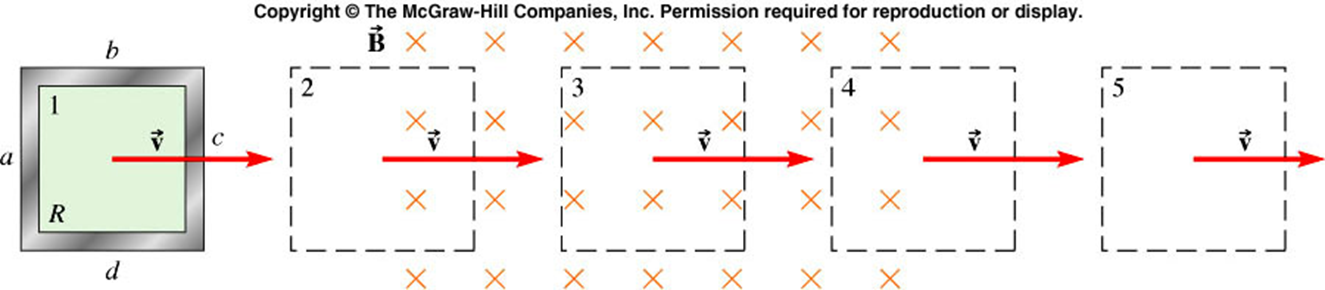 Copyright © The McGraw-Hill Companies, Inc. Permission required for reproduction or display.
b
B⃗
1
2
3
4
5
a
v⃗
c
v⃗
v⃗
v⃗
v⃗
R
d